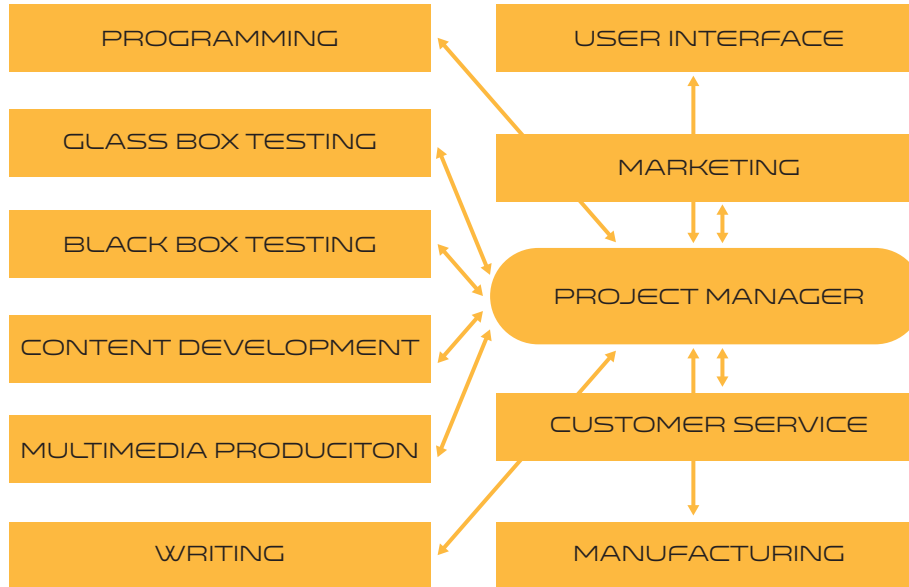 PROGRAMMING
GLASS BOX TESTING
BLACK BOX TESTING
CONTENT DEVELOPMENT
MULTIMEDIA PRODUCITON
WRITING
USER INTERFACE
MARKETING
PROJECT MANAGER
CUSTOMER SERVICE
MANUFACTURING